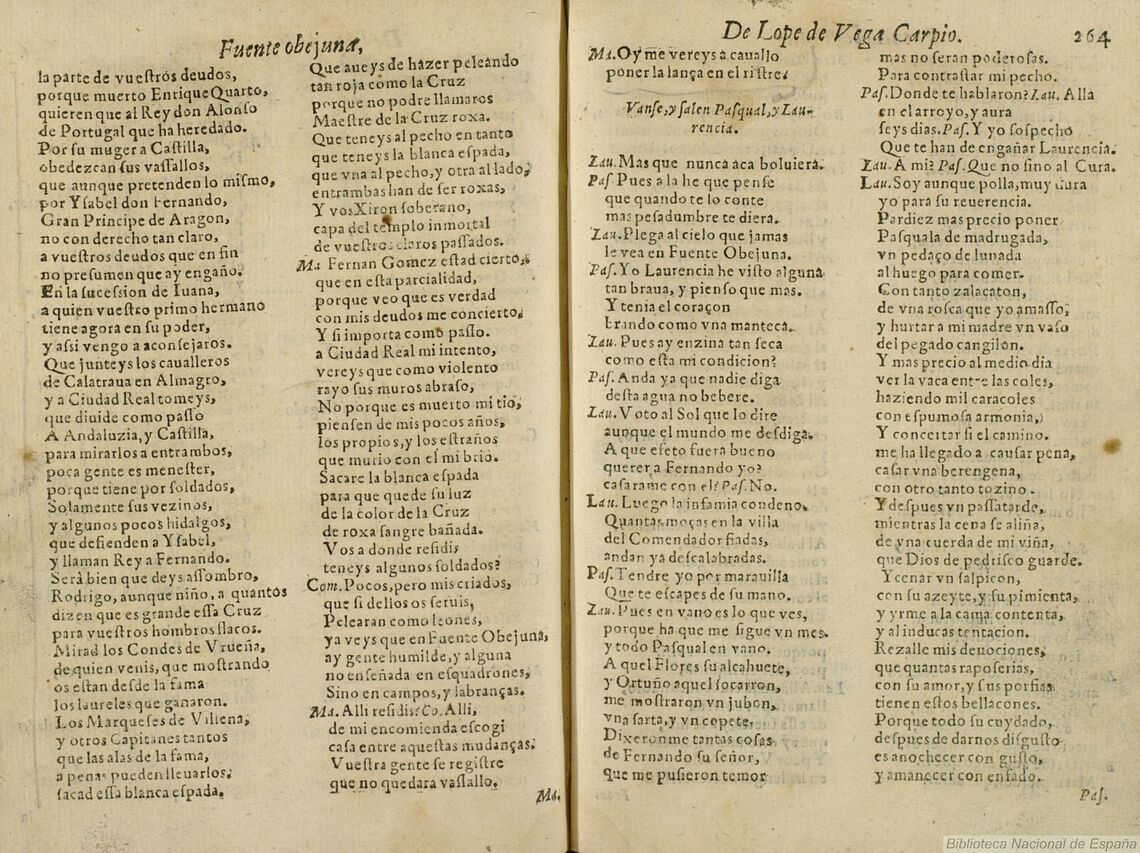 Fuente obejuna,
la parte de vueſtros deudos,
porque muerto Enrique Quarto,
quieren que al Rey don Alonſo
de Portugal que ha heredado.
Por ſu muger a Caſtilla,
obedezcan ſus vaſſallos,
que aunque pretenden lo miſmo,
por Yſabel don Fernando,
Gran Principe de Aragon,
no con derecho tan claro,
a vueſtros deudos que en fin
no preſumen que ay engaño.
En la ſuceſsion de Iuana,
a quien vueſtro primo hermano
tiene agora en ſu poder,
y aſsi vengo a aconſejaros.
Que junteys los caualleros
de Calatraua en Almagro,
y a Ciudad Real tomeys,
que diuide como paſſo
A Andaluzia, y Caſtilla,
para mirarlos a entrambos,
poca gente es meneſter,
porque tiene por ſoldados,
Solamente ſus vezinos,
y algunos pocos hidalgos,
que defienden a Yſabel,
y llaman Rey a Fernando.
Serà bien que deys aſſombro,
Rodrigo, aunque niño, a quantos
dizen que es grande eſſa Cruz
para vueſtros hombros flacos.
Mirad los Condes de Vrueña,
de quien venis, que moſtrando
os eſtan deſde la fama
los laureles que ganaron.
Los Marqueſes de Villena,
y otros Capitanes tantos
que las alas de la fama,
a penas pueden lleuarlos;
ſacad eſſa blanca eſpada.
Que aueys de hazer peleando
tan roja como la Cruz
porque no podre llamaros
Maeſtre de la Cruz roxa.
Que teneys al pecho en tanto
que teneys la blanca eſpada,
que vna al pecho, y otra al lado,
entrambas han de ſer roxas,
Y vos Xiron ſoberano,
capa del templo inmortal
de vueſtros claros paſſados.
Ma Fernan Gomez eſtad cierto,
que en eſta parcialidad,
porque veo que es verdad
con mis deudos me concierto,
Y ſi importa como paſſo.
a Ciudad Real mi intento,
vereys que como violento
rayo ſus muros abraſo,
No porque es muerto mi tio,
pienſen de mis pocos años,
los propios, y los eſtraños
que murio con el mi brio.
Sacare la blanca eſpada
para que quede ſu luz
de la color de la Cruz
de roxa ſangre bañada.
Vos a donde reſidis
teneys algunos ſoldados?
Com. Pocos, pero mis criados,
que ſi dellos os ſeruis,
Pelearan como leones,
ya veys que en Fuente Obejuna,
ay gente humilde, y alguna
no enſeñada en eſquadrones,
Sino en campos, y labranças.
Ma. Alli reſidis? Co. Alli,
de mi encomienda eſcogi
caſa entre aqueſtas mudanças;
Vueſtra gente ſe regiſtre
que no quedara vaſſallo.
Ma.
De Lope de Vega Carpio. 264
Ma. Oy me vereys a cauallo
poner la lança en el riſtre.
Vanſe, y ſalen Paſqual, y Lau-
rencia.
Lau. Mas que nunca aca boluiera.
Paſ Pues a la he que penſe
que quando te lo conte
mas peſadumbre te diera.
Lau. Plega al cielo que jamas
le vea en Fuente Obejuna.
Paſ. Yo Laurencia he viſto alguna
tan braua, y pienſo que mas.
Y tenia el coraçon
brando como vna manteca.
Lau. Pues ay enzina tan ſeca
como eſta mi condicion?
Paſ. Anda ya que nadie diga
deſta agua no bebere.
Lau. Voto al Sol que lo dire
aunque el mundo me deſdiga.
A que efeto fuera bueno
querer a Fernando yo?
caſarame con el? Paſ. No.
Lau. Luego la infamia condeno,
Quantas moças en la villa
del Comendador fiadas,
andan ya deſcalabradas.
Paſ. Tendre yo por marauilla
Que te eſcapes de ſu mano.
Lau. Pues en vano es lo que ves,
porque ha que me ſigue vn mes.
y todo Paſqual en vano.
A quel Flores ſu alcahuete,
y Ortuño aquel ſocarron,
me moſtraron vn jubon,
vna ſarta, y vn copete.
Dixeronme tantas coſas
de Fernando ſu ſeñor,
que me puſieron temor
mas no ſeran poderoſas.
Para contraſtar mi pecho.
Paſ. Donde te hablaron? Lau. Alla
en el arroyo, y aura
ſeys dias. Paſ. Y yo ſoſpecho
Que te han de engañar Laurencia.
Lau. A mi? Paſ. Que no ſino al Cura.
Lau. Soy aunque polla, muy dura
yo para ſu reuerencia.
Pardiez mas precio poner
Paſquala de madrugada,
vn pedaço de lunada
al huego para comer.
Con tanto zalacaton,
de vna roſca que yo amaſſo,
y hurtar a mi madre vn vaſo
del pegado cangilon.
Y mas precio al medio dia
ver la vaca entre las coles,
haziendo mil caracoles
con eſpumoſa armonia,
Y concertar ſi el camino.
me ha llegado a cauſar pena,
caſar vna berengena,
con otro tanto tozino.
Y deſpues vn paſſatarde,
mientras la cena ſe aliña,
de vna cuerda de mi viña,
que Dios de pedriſco guarde.
Y cenar vn ſalpicon,
con ſu azeyte, y ſu pimienta,
y yrme a la cama contenta,
y al inducas tentacion.
Rezalle mis deuociones,
que quantas rapoſerias,
con ſu amor, y ſus porfias
tienen eſtos bellacones.
Porque todo ſu cuydado,
deſpues de darnos diſguſto
es anochecer con guſto,
y amanecer con enfado.
Paſ.
Biblioteca Nacional de España